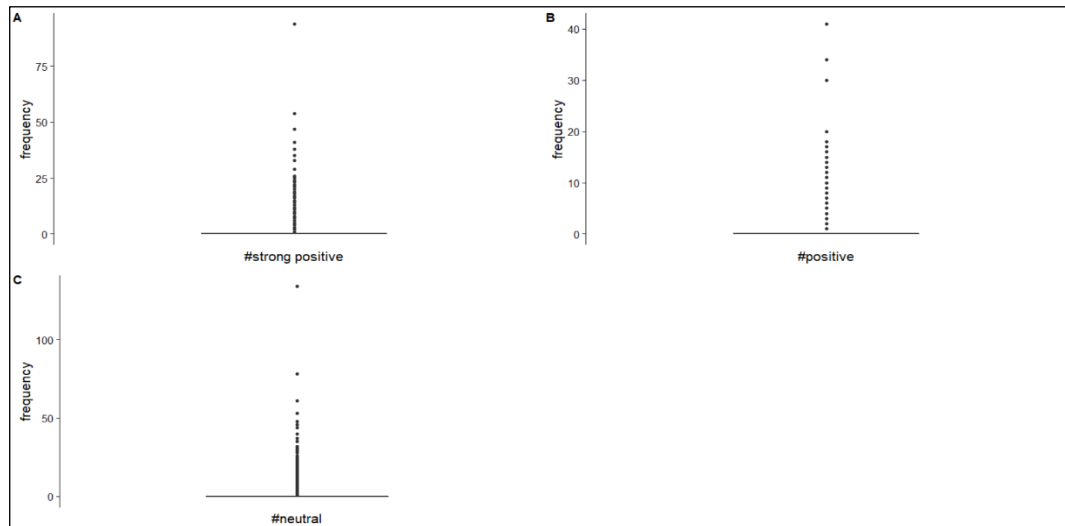 A
75
50
25
0
frequency
#strong positive
B
40
30
20
10
0
frequency
#positive
C
100
50
0
frequency
#neutral